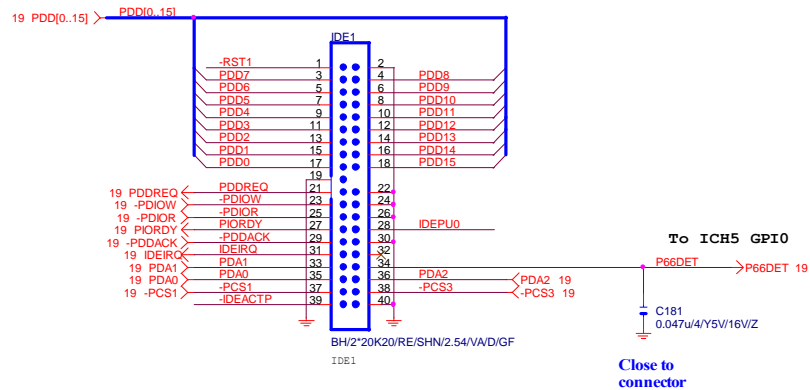 19 PDD[0..15] PDD[0..15]
IDE1
-RST1 1 2
PDD7 3 4 PDD8
PDD6 5 6 PDD9
PDD5 7 8 PDD10
PDD4 9 10 PDD11
PDD3 11 12 PDD12
PDD2 13 14 PDD13
PDD1 15 16 PDD14
PDD0 17 18 PDD15
19
19 PDDREQ PDDREQ 21 22
19 -PDIOW -PDIOW 23 24
19 -PDIOR -PDIOR 25 26
19 PIORDY PIORDY 27 28 IDEPU0
19 -PDDACK -PDDACK 29 30
19 IDEIRQ IDEIRQ 31 32
To ICH5 GPI0
19 PDA1 PDA1 33 34 P66DET P66DET 19
19 PDA0 PDA0 35 36 PDA2 PDA2 19
19 -PCS1 -PCS1 37 38 -PCS3 -PCS3 19
-IDEACTP 39 40
C181
0.047u/4/Y5V/16V/Z
BH/2*20K20/RE/SHN/2.54/VA/D/GF
IDE1
Close to
connector